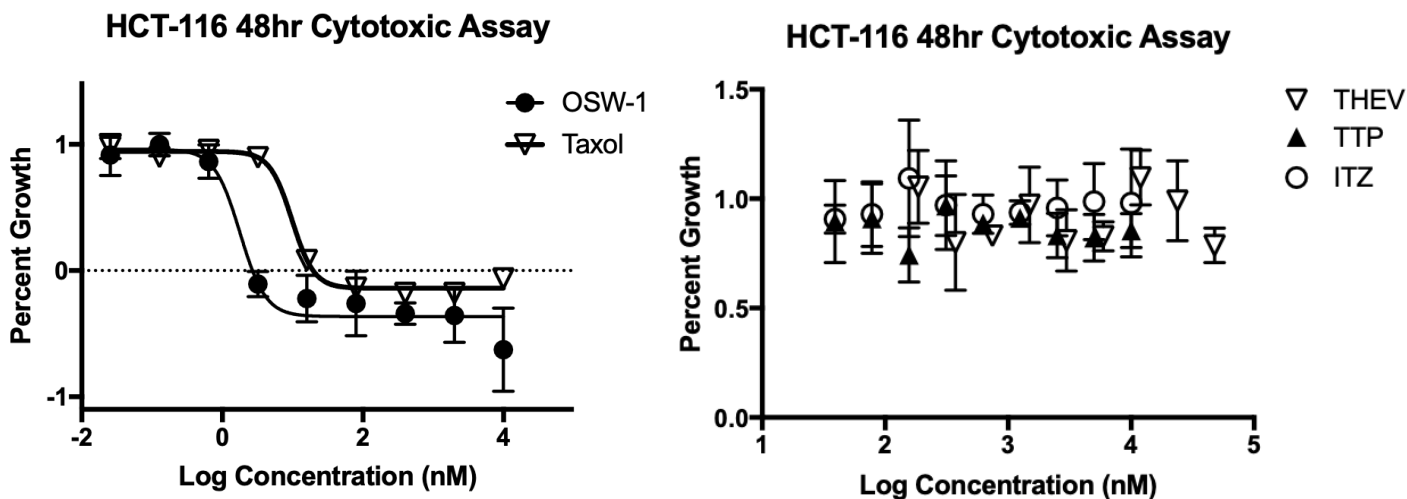 HCT-116 48hr Cytotoxic Assay
OSW-1
Taxol
Percent Growth
1
0
-1
-2
0
2
4
Log Concentration (nM)
HCT-116 48hr Cytotoxic Assay
THEV
TTP
ITZ
Percent Growth
1.5
1.0
0.5
0.0
1
2
3
4
5
Log Concentration (nM)